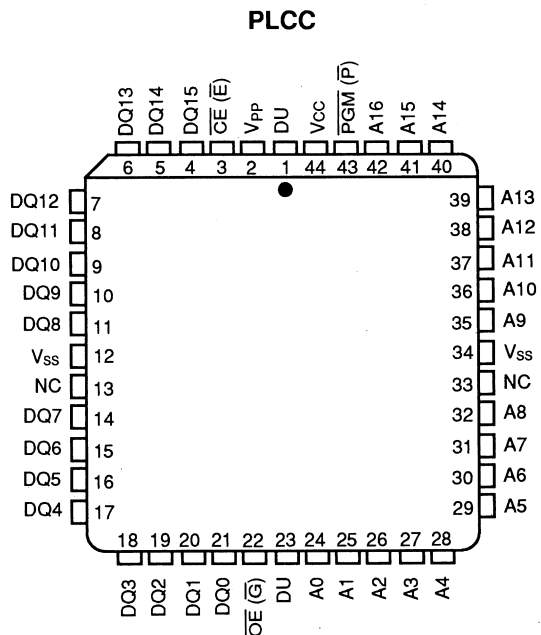 PLCC
DQ13 DQ14 DQ15 C̅E̅ (E̅) VPP DU VCC P̅G̅M̅ (P̅) A16 A15 A14
6 5 4 3 2 1 44 43 42 41 40
DQ12 7 39 A13
DQ11 8 38 A12
DQ10 9 37 A11
DQ9 10 36 A10
DQ8 11 35 A9
VSS 12 34 VSS
NC 13 33 NC
DQ7 14 32 A8
DQ6 15 31 A7
DQ5 16 30 A6
DQ4 17 29 A5
18 19 20 21 22 23 24 25 26 27 28
DQ3 DQ2 DQ1 DQ0 O̅E̅ (G̅) DU A0 A1 A2 A3 A4